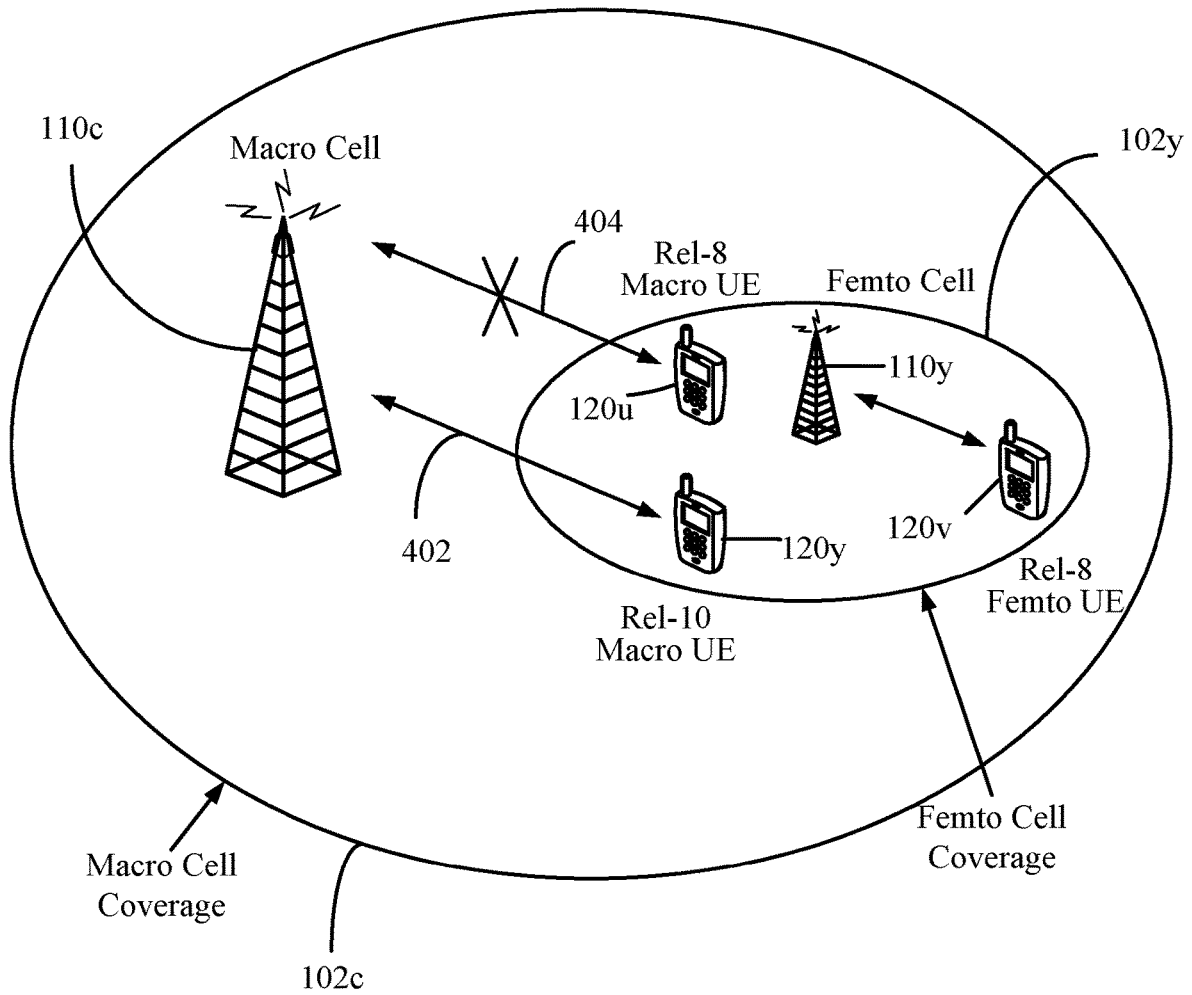 110c
Macro Cell
102y
404
Rel-8
Macro UE
Femto Cell
110y
120u
402
120y
120v
Rel-8
Femto UE
Rel-10
Macro UE
Macro Cell
Coverage
Femto Cell
Coverage
102c